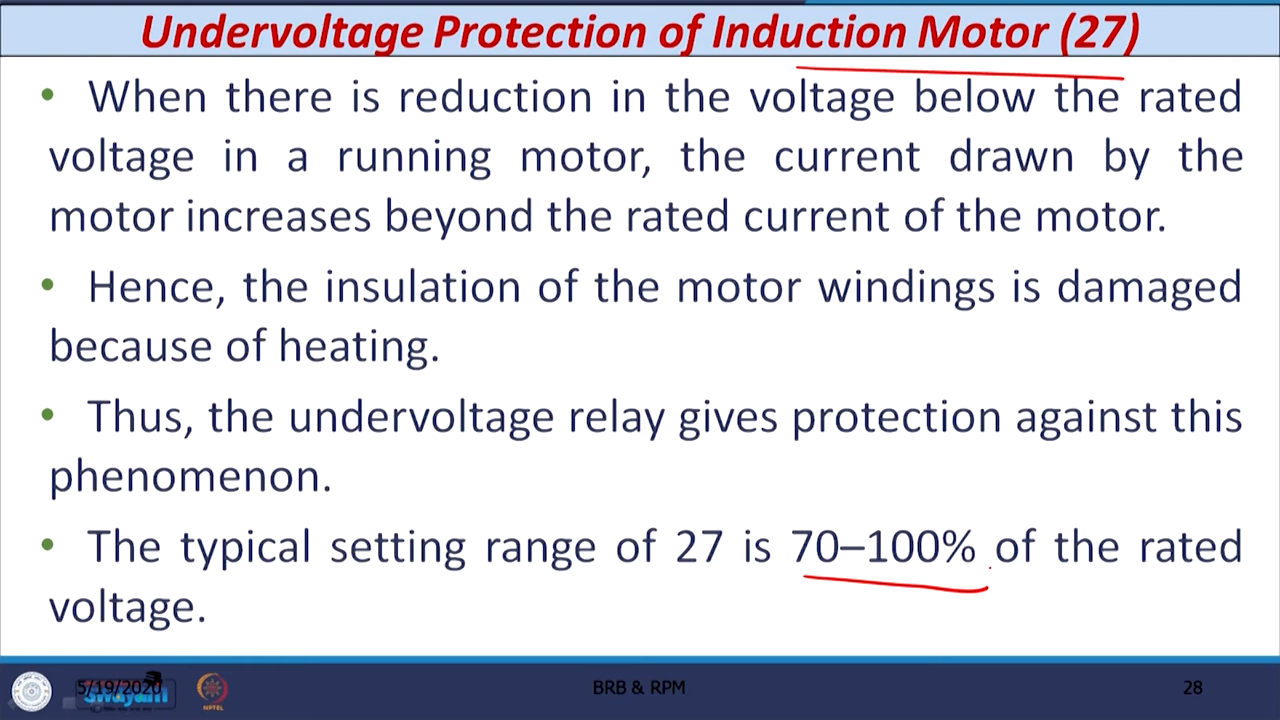 Undervoltage Protection of Induction Motor (27)
• When there is reduction in the voltage below the rated
voltage in a running motor, the current drawn by the
motor increases beyond the rated current of the motor.
• Hence, the insulation of the motor windings is damaged
because of heating.
• Thus, the undervoltage relay gives protection against this
phenomenon.
• The typical setting range of 27 is 70–100% of the rated
voltage.
5/19/2020 swayam NPTEL BRB & RPM 28